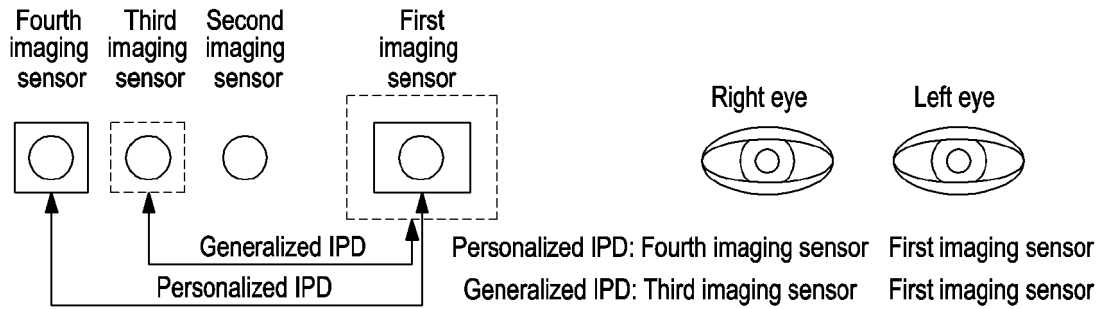 Fourth imaging sensor
Third imaging sensor
Second imaging sensor
First imaging sensor
Right eye
Left eye
Generalized IPD
Personalized IPD
Personalized IPD: Fourth imaging sensor First imaging sensor
Generalized IPD: Third imaging sensor First imaging sensor